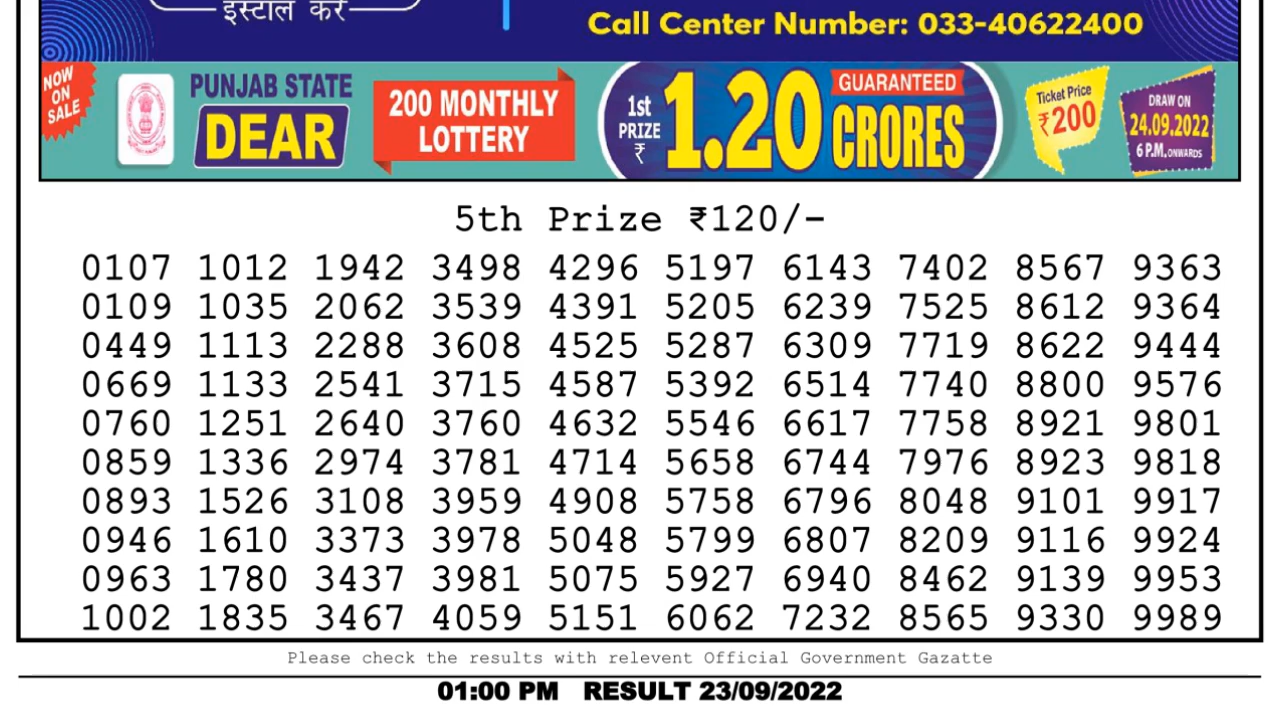 इंस्टॉल करें
Call Center Number: 033-40622400
NOW
ON
SALE
PUNJAB STATE
DEAR
200 MONTHLY
LOTTERY
1st
PRIZE
₹
1.20
GUARANTEED
CRORES
Ticket Price
₹200
DRAW ON
24.09.2022
6 P.M. ONWARDS
5th Prize ₹120/-
0107 1012 1942 3498 4296 5197 6143 7402 8567 9363
0109 1035 2062 3539 4391 5205 6239 7525 8612 9364
0449 1113 2288 3608 4525 5287 6309 7719 8622 9444
0669 1133 2541 3715 4587 5392 6514 7740 8800 9576
0760 1251 2640 3760 4632 5546 6617 7758 8921 9801
0859 1336 2974 3781 4714 5658 6744 7976 8923 9818
0893 1526 3108 3959 4908 5758 6796 8048 9101 9917
0946 1610 3373 3978 5048 5799 6807 8209 9116 9924
0963 1780 3437 3981 5075 5927 6940 8462 9139 9953
1002 1835 3467 4059 5151 6062 7232 8565 9330 9989
Please check the results with relevent Official Government Gazatte
01:00 PM RESULT 23/09/2022